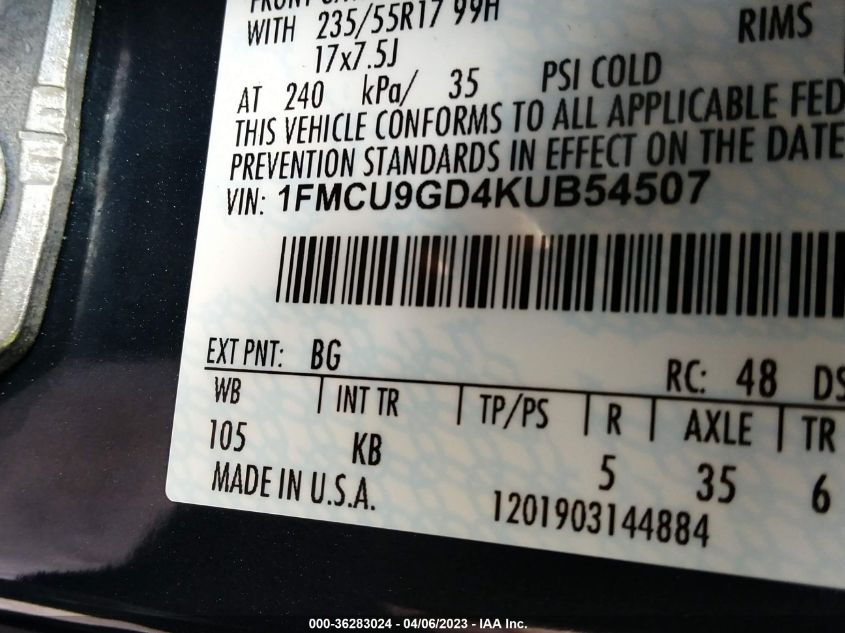 WITH 235/55R17 99H RIMS
17x7.5J
AT 240 kPa/ 35 PSI COLD
THIS VEHICLE CONFORMS TO ALL APPLICABLE FED
PREVENTION STANDARDS IN EFFECT ON THE DATE
VIN: 1FMCU9GD4KUB54507
EXT PNT: BG RC: 48 DS
WB INT TR TP/PS R AXLE TR
105 KB 5 35 6
MADE IN U.S.A. 1201903144884
000-36283024 - 04/06/2023 - IAA Inc.